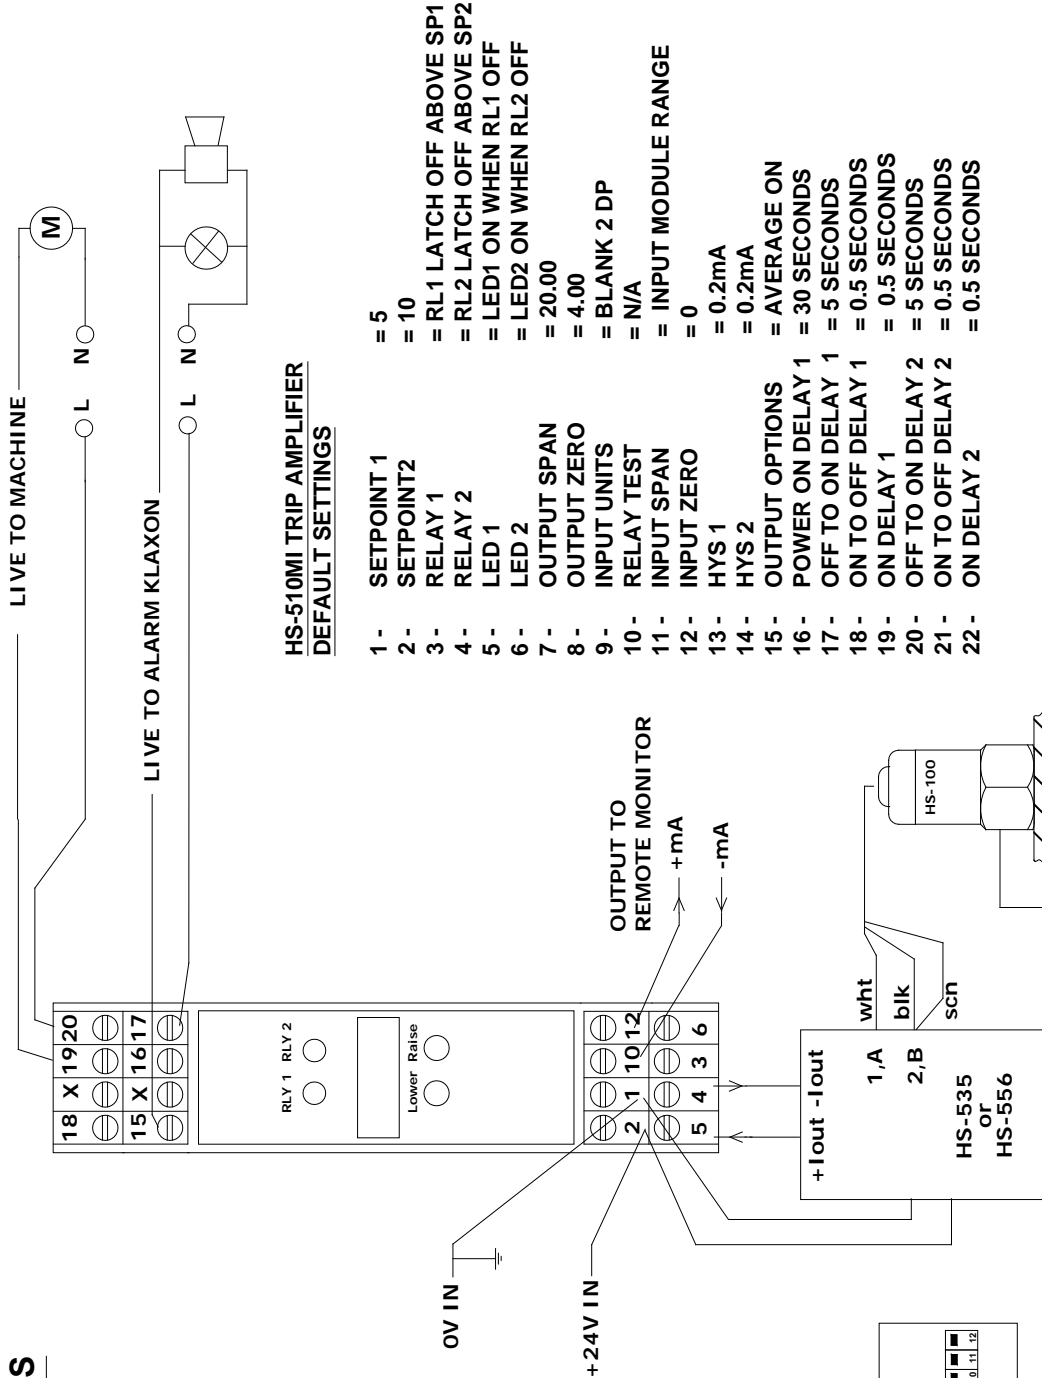 S
LIVE TO MACHINE
M
L N
LIVE TO ALARM KLAXON
L N
18 X 19 20
15 X 16 17
RLY 1 RLY 2
Lower Raise
2 1 10 12
5 4 3 6
0V IN
+24V IN
OUTPUT TO
REMOTE MONITOR
+mA
-mA
+Iout -Iout
1,A
2,B
HS-535
or
HS-556
wht
blk
scn
HS-100
11 12
HS-510MI TRIP AMPLIFIER
DEFAULT SETTINGS
1 - SETPOINT 1 = 5
2 - SETPOINT2 = 10
3 - RELAY 1 = RL1 LATCH OFF ABOVE SP1
4 - RELAY 2 = RL2 LATCH OFF ABOVE SP2
5 - LED 1 = LED1 ON WHEN RL1 OFF
6 - LED 2 = LED2 ON WHEN RL2 OFF
7 - OUTPUT SPAN = 20.00
8 - OUTPUT ZERO = 4.00
9 - INPUT UNITS = BLANK 2 DP
10 - RELAY TEST = N/A
11 - INPUT SPAN = INPUT MODULE RANGE
12 - INPUT ZERO = 0
13 - HYS 1 = 0.2mA
14 - HYS 2 = 0.2mA
15 - OUTPUT OPTIONS = AVERAGE ON
16 - POWER ON DELAY 1 = 30 SECONDS
17 - OFF TO ON DELAY 1 = 5 SECONDS
18 - ON TO OFF DELAY 1 = 0.5 SECONDS
19 - ON DELAY 1 = 0.5 SECONDS
20 - OFF TO ON DELAY 2 = 5 SECONDS
21 - ON TO OFF DELAY 2 = 0.5 SECONDS
22 - ON DELAY 2 = 0.5 SECONDS